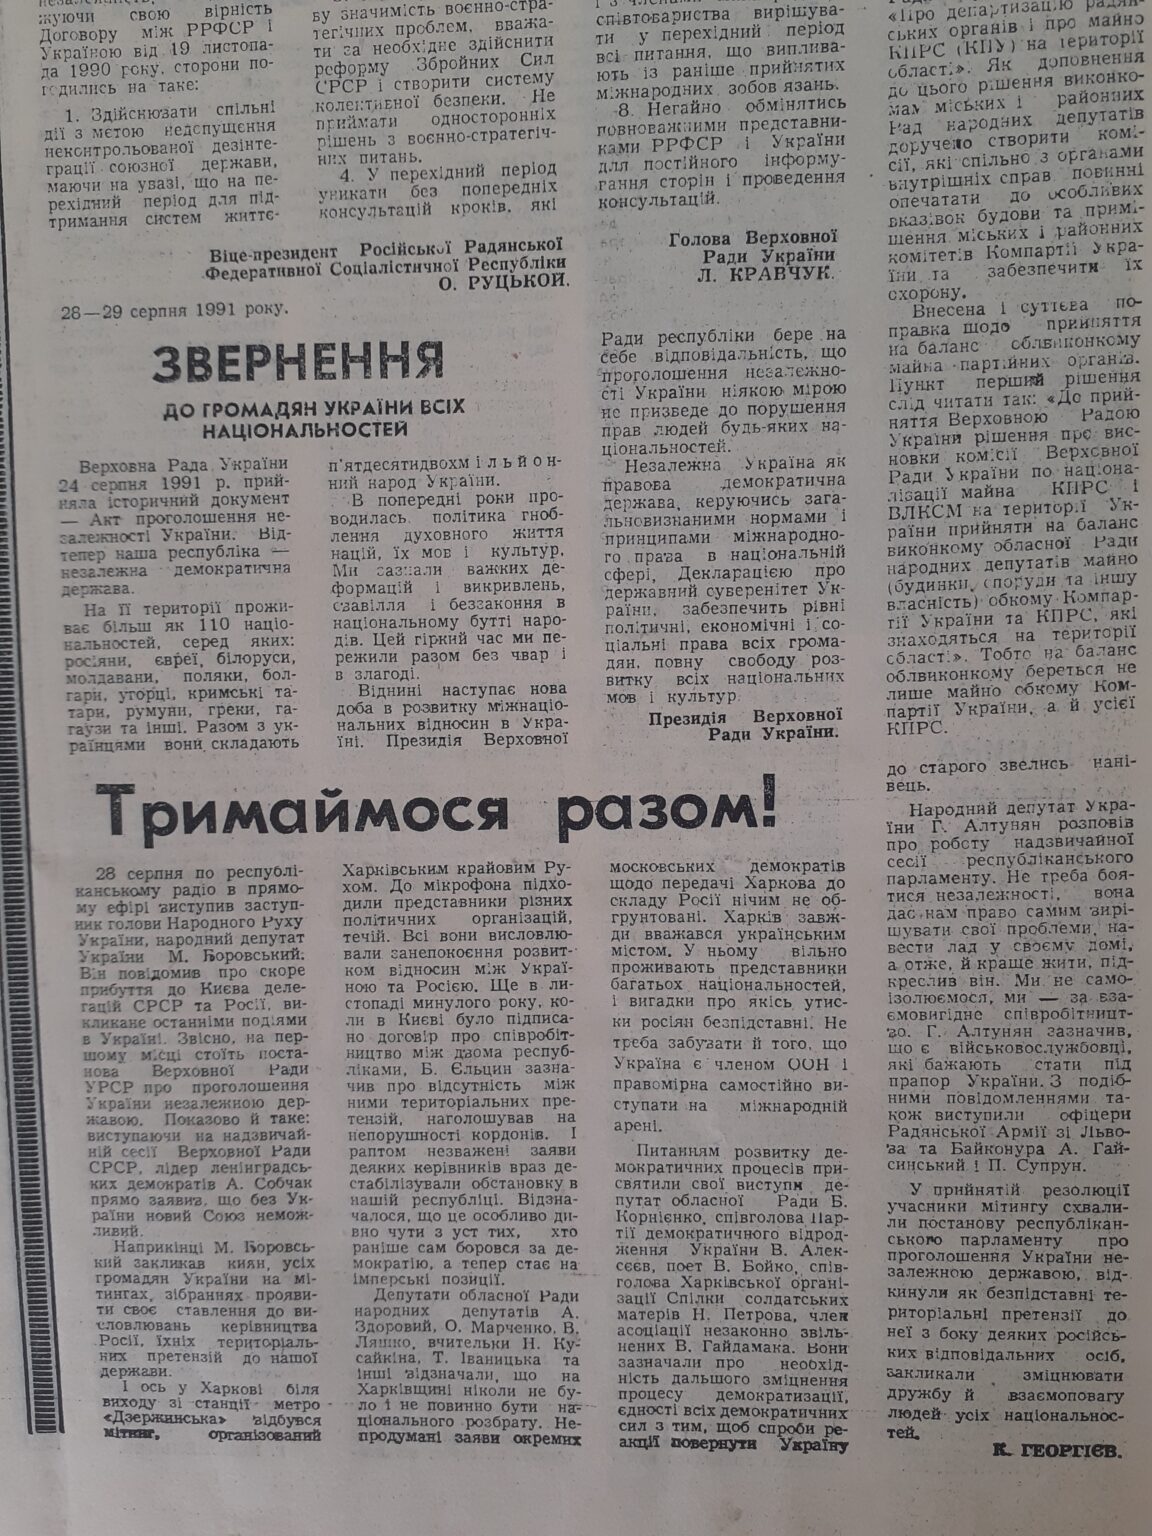 жуючи свою вірність
Договору між РРФСР і
Україною від 19 листопа-
да 1990 року, сторони по-
годились на таке:
1. Здійснювати спільні
дії з метою недопущення
неконтрольованої дезінте-
грації союзної держави,
маючи на увазі, що на пе-
рехідний період для під-
тримання систем життє-
ву значимість воєнно-стра-
тегічних проблем, вважа-
ти за необхідне здійснити
реформу Збройних Сил
СРСР і створити систему
колективної безпеки. Не
приймати односторонніх
рішень з воєнно-стратегіч-
них питань.
4. У перехідний період
уникати без попередніх
консультацій кроків, які
співтовариства вирішува-
ти у перехідний період
всі питання, що виплива-
ють із раніше прийнятих
міжнародних зобов'язань.
8. Негайно обмінятись
повноважними представни-
ками РРФСР і України
для постійного інформу-
вання сторін і проведення
консультацій.
Віце-президент Російської Радянської
Федеративної Соціалістичної Республіки
О. РУЦЬКОЙ.
Голова Верховної
Ради України
Л. КРАВЧУК.
28—29 серпня 1991 року.
ЗВЕРНЕННЯ
ДО ГРОМАДЯН УКРАЇНИ ВСІХ
НАЦІОНАЛЬНОСТЕЙ
Верховна Рада України
24 серпня 1991 р. прий-
няла історичний документ
— Акт проголошення не-
залежності України. Від-
тепер наша республіка —
незалежна демократична
держава.
На її території прожи-
ває більш як 110 націо-
нальностей, серед яких:
росіяни, євреї, білоруси,
молдавани, поляки, бол-
гари, угорці, кримські та-
тари, румуни, греки, га-
гаузи та інші. Разом з ук-
раїнцями вони складають
п'ятдесятидвохмільйон-
ний народ України.
В попередні роки про-
водилась політика гноб-
лення духовного життя
націй, їх мов і культур.
Ми зазнали важких де-
формацій і викривлень,
свавілля і беззаконня в
національному бутті наро-
дів. Цей гіркий час ми пе-
режили разом без чвар і
в злагоді.
Віднині наступає нова
доба в розвитку міжнаціо-
нальних відносин в Укра-
їні. Президія Верховної
Ради республіки бере на
себе відповідальність, що
проголошення незалежно-
сті України ніякою мірою
не призведе до порушення
прав людей будь-яких на-
ціональностей.
Незалежна Україна як
правова демократична
держава, керуючись зага-
льновизнаними нормами і
принципами міжнародно-
го права в національній
сфері, Декларацією про
державний суверенітет Ук-
раїни, забезпечить рівні
політичні, економічні і со-
ціальні права всіх грома-
дян, повну свободу роз-
витку всіх національних
мов і культур.
Президія Верховної
Ради України.
«Про департизацію радян-
ських органів і про майно
КПРС (КПУ) на території
області». Як доповнення
до цього рішення виконко-
мам міських і районних
Рад народних депутатів
доручено створити комі-
сії, які спільно з органами
внутрішніх справ повинні
опечатати до особливих
вказівок будови та примі-
щення міських і районних
комітетів Компартії Укра-
їни та забезпечити їх
охорону.
Внесена і суттєва по-
правка щодо прийняття
на баланс облвиконкому
майна партійних органів.
Пункт перший рішення
слід читати так: «До прий-
няття Верховною Радою
України рішення про вис-
новки комісії Верховної
Ради України по націона-
лізації майна КПРС і
ВЛКСМ на території Ук-
раїни прийняти на баланс
виконкому обласної Ради
народних депутатів майно
(будинки, споруди та іншу
власність) обкому Компар-
тії України та КПРС, які
знаходяться на території
області». Тобто на баланс
облвиконкому береться не
лише майно обкому Ком-
партії України, а й усієї
КПРС.
Тримаймося разом!
28 серпня по республі-
канському радіо в прямо-
му ефірі виступив заступ-
ник голови Народного Руху
України, народний депутат
України М. Боровський.
Він повідомив про скоре
прибуття до Києва деле-
гацій СРСР та Росії, ви-
кликане останніми подіями
в Україні. Звісно, на пер-
шому місці стоїть поста-
нова Верховної Ради
УРСР про проголошення
України незалежною дер-
жавою. Показово й таке:
виступаючи на надзвичай-
ній сесії Верховної Ради
СРСР, лідер ленінградсь-
ких демократів А. Собчак
прямо заявив, що без Ук-
раїни новий Союз немож-
ливий.
Наприкінці М. Боровсь-
кий закликав киян, усіх
громадян України на мі-
тингах, зібраннях прояви-
ти своє ставлення до ви-
словлювань керівництва
Росії, їхніх територіаль-
них претензій до нашої
держави.
І ось у Харкові біля
виходу зі станції метро
«Дзержинська» відбувся
мітинг, організований
Харківським крайовим Ру-
хом. До мікрофона підхо-
дили представники різних
політичних організацій,
течій. Всі вони висловлю-
вали занепокоєння розвит-
ком відносин між Украї-
ною та Росією. Ще в ли-
стопаді минулого року, ко-
ли в Києві було підписа-
но договір про співробіт-
ництво між двома респуб-
ліками, Б. Єльцин зазна-
чив про відсутність між
ними територіальних пре-
тензій, наголошував на
непорушності кордонів. І
раптом незважені заяви
деяких керівників враз де-
стабілізували обстановку в
нашій республіці. Відзна-
чалося, що це особливо ди-
вно чути з уст тих, хто
раніше сам боровся за де-
мократію, а тепер стає на
імперські позиції.
Депутати обласної Ради
народних депутатів А.
Здоровий, О. Марченко, В.
Ляшко, вчительки Н. Ку-
сайкіна, Т. Іваницька та
інші відзначали, що на
Харківщині ніколи не бу-
ло і не повинно бути на-
ціонального розбрату. Не-
продумані заяви окремих
московських демократів
щодо передачі Харкова до
складу Росії нічим не об-
грунтовані. Харків завж-
ди вважався українським
містом. У ньому вільно
проживають представники
багатьох національностей,
і вигадки про якісь утис-
ки росіян безпідставні. Не
треба забувати й того, що
Україна є членом ООН і
правомірна самостійно ви-
ступати на міжнародній
арені.
Питанням розвитку де-
мократичних процесів при-
святили свої виступи де-
путат обласної Ради Б.
Корнієнко, співголова Пар-
тії демократичного відрод-
ження України В. Алек-
сєєв, поет В. Бойко, спів-
голова Харківської органі-
зації Спілки солдатських
матерів Н. Петрова, член
асоціації незаконно звіль-
нених В. Гайдамака. Вони
зазначали про необхід-
ність дальшого зміцнення
процесу демократизації,
єдності всіх демократичних
сил з тим, щоб спроби ре-
акції повернути Україну
до старого звелись нані-
вець.
Народний депутат Укра-
їни Г. Алтунян розповів
про роботу надзвичайної
сесії республіканського
парламенту. Не треба боя-
тися незалежності, вона
дає нам право самим вирі-
шувати свої проблеми, на-
вести лад у своєму домі,
а отже, й краще жити, під-
креслив він. Ми не само-
ізолюємося, ми — за вза-
ємовигідне співробітницт-
во. Г. Алтунян зазначив,
що є військовослужбовці,
які бажають стати під
прапор України. З подіб-
ними повідомленнями та-
кож виступили офіцери
Радянської Армії зі Льво-
ва та Байконура А. Гай-
синський і П. Супрун.
У прийнятій резолюції
учасники мітингу схвали-
ли постанову республікан-
ського парламенту про
проголошення України не-
залежною державою, від-
кинули як безпідставні те-
риторіальні претензії до
неї з боку деяких російсь-
ких відповідальних осіб,
закликали зміцнювати
дружбу й взаємоповагу
людей усіх національнос-
тей.
К. ГЕОРГІЄВ.